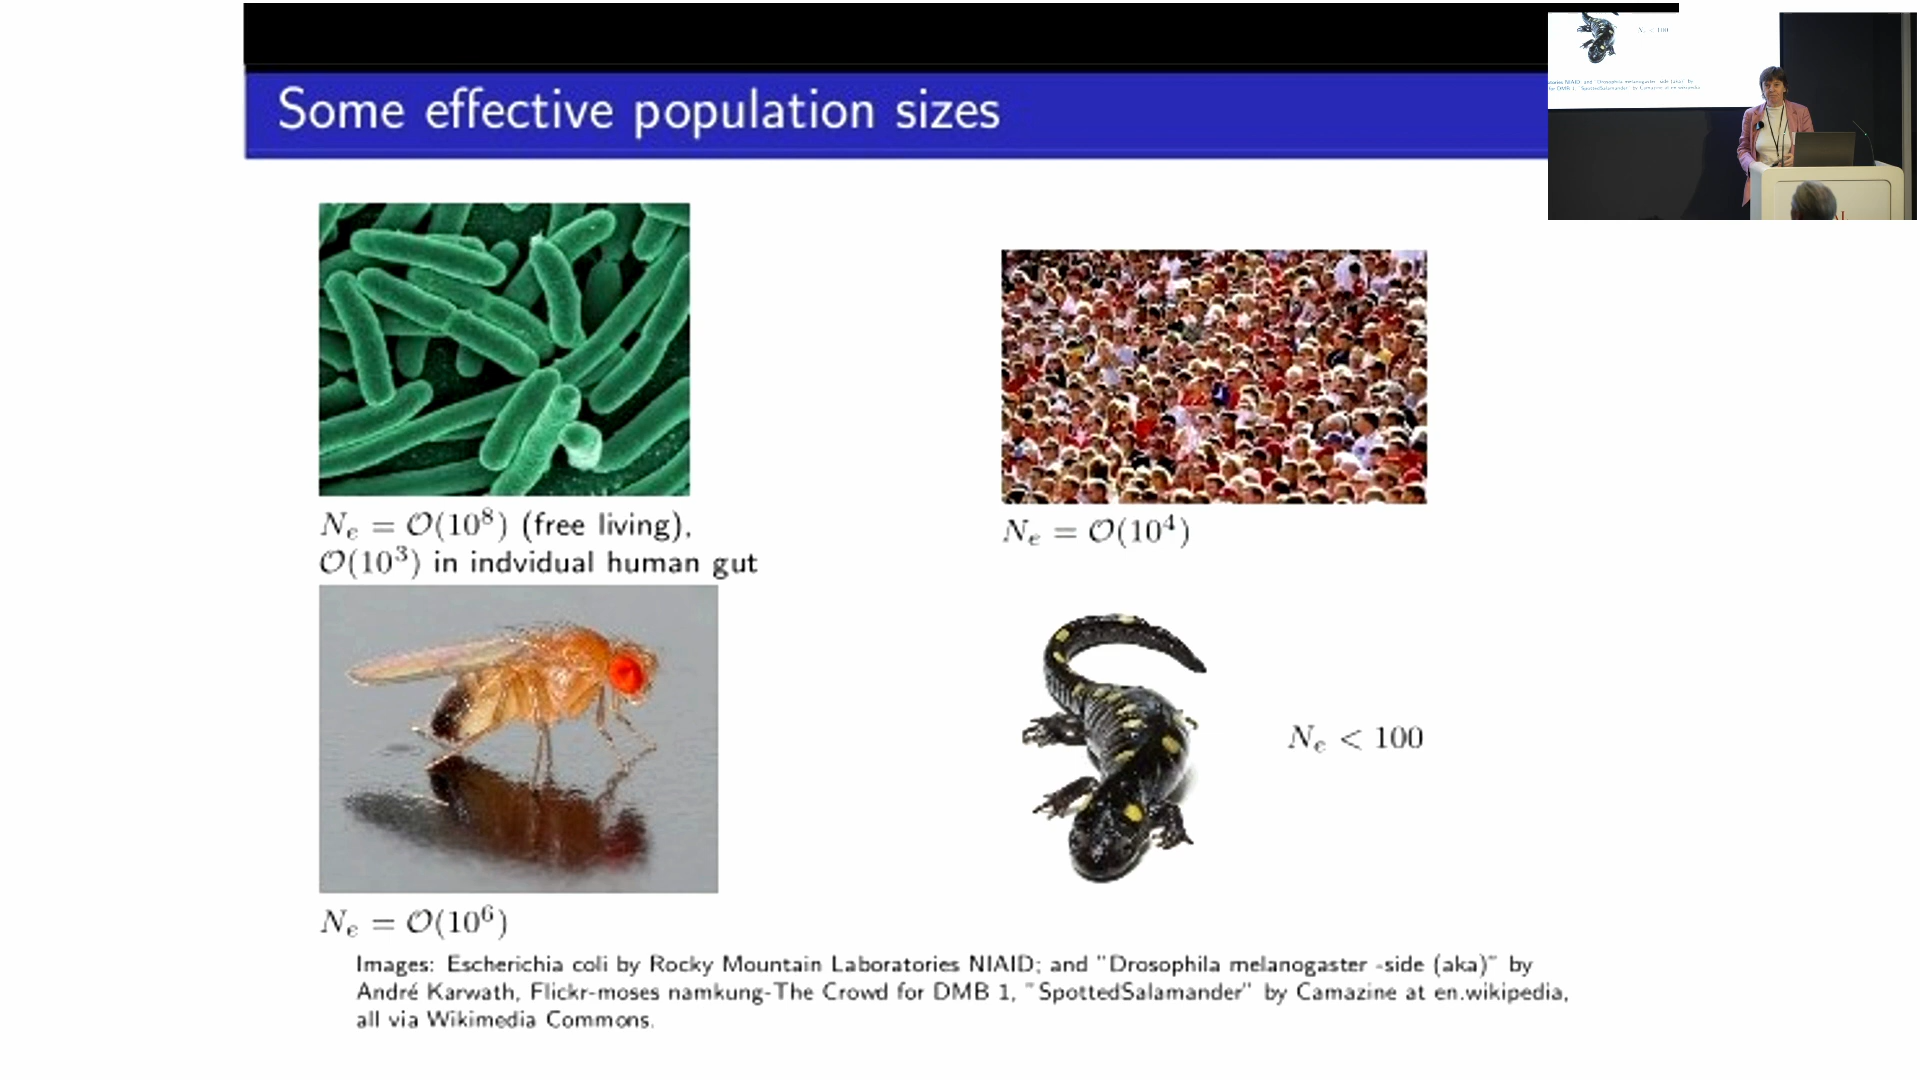 Some effective population sizes
N_e = O(10^8) (free living),
O(10^3) in indvidual human gut
N_e = O(10^4)
N_e < 100
N_e = O(10^6)
Images: Escherichia coli by Rocky Mountain Laboratories NIAID; and "Drosophila melanogaster -side (aka)" by
André Karwath, Flickr-moses namkung-The Crowd for DMB 1, "SpottedSalamander" by Camazine at en.wikipedia,
all via Wikimedia Commons.